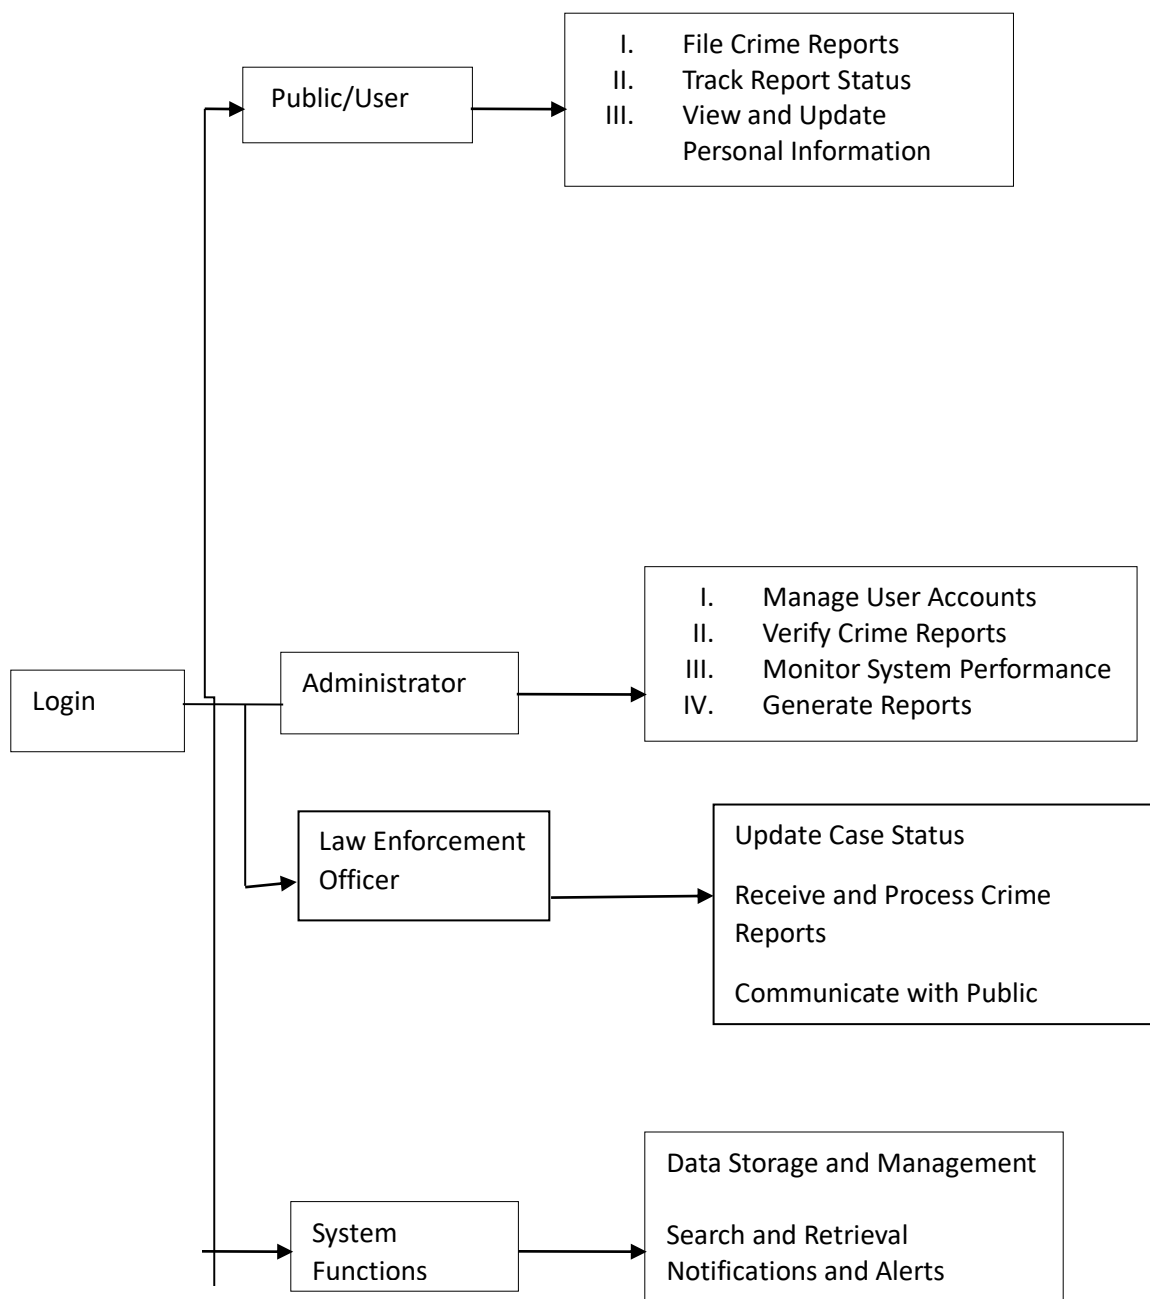 Public/User
I. File Crime Reports
II. Track Report Status
III. View and Update
Personal Information
Login
Administrator
I. Manage User Accounts
II. Verify Crime Reports
III. Monitor System Performance
IV. Generate Reports
Law Enforcement
Officer
Update Case Status
Receive and Process Crime
Reports
Communicate with Public
System
Functions
Data Storage and Management
Search and Retrieval
Notifications and Alerts